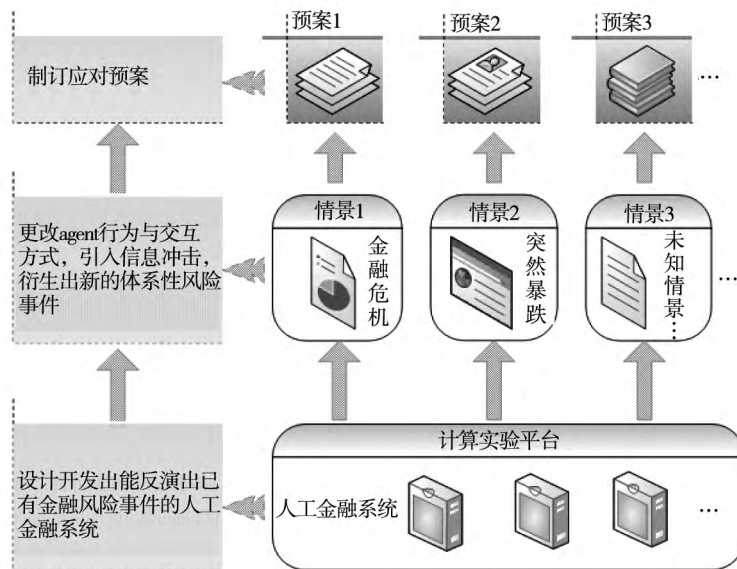 预案1
预案2
预案3
制订应对预案
…
情景1
情景2
情景3
更改agent行为与交互
方式，引入信息冲击，
衍生出新的体系性风险
事件
金融危机
突然暴跌
未知情景…
…
计算实验平台
设计开发出能反演出已
有金融风险事件的人工
金融系统
人工金融系统
…